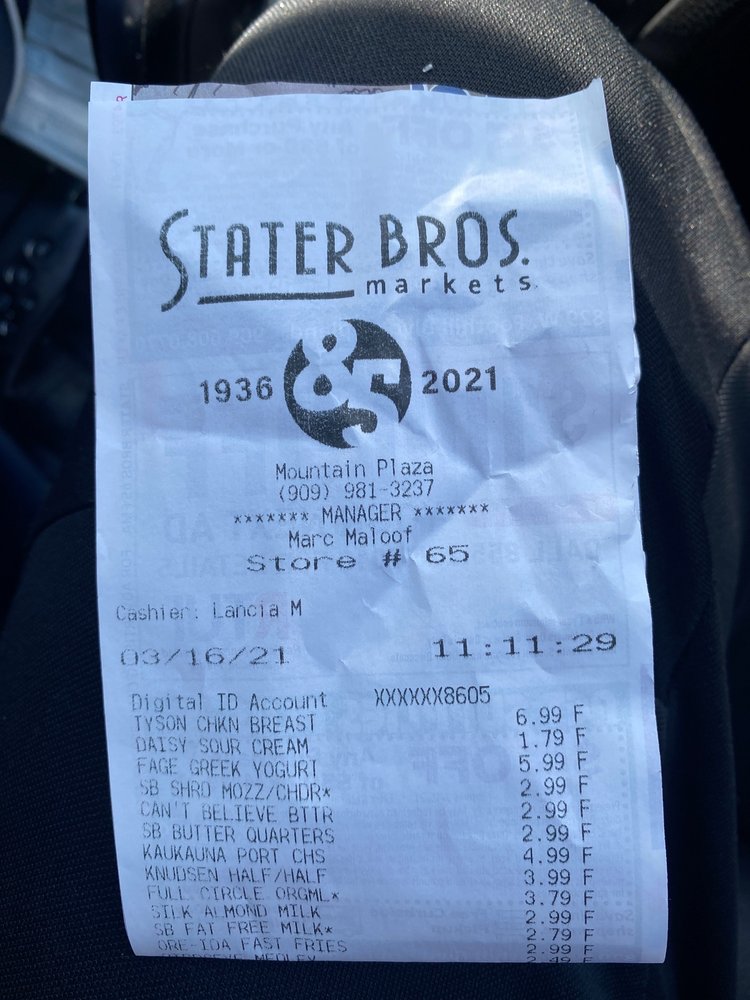 STATER BROS.
markets
1936 85 2021
Mountain Plaza
(909) 981-3237
******* MANAGER *******
Marc Maloof
Store # 65
Cashier: Lancia M
03/16/21 11:11:29
Digital ID Account XXXXXX8605
TYSON CHKN BREAST 6.99 F
DAISY SOUR CREAM 1.79 F
FAGE GREEK YOGURT 5.99 F
SB SHRD MOZZ/CHDR* 2.99 F
CAN'T BELIEVE BTTR 2.99 F
SB BUTTER QUARTERS 2.99 F
KAUKAUNA PORT CHS 4.99 F
KNUDSEN HALF/HALF 3.99 F
FULL CIRCLE ORGML* 3.79 F
SILK ALMOND MILK 2.99 F
SB FAT FREE MILK* 2.79 F
ORE-IDA FAST FRIES 2.99 F
MEDLEY 2.49 F